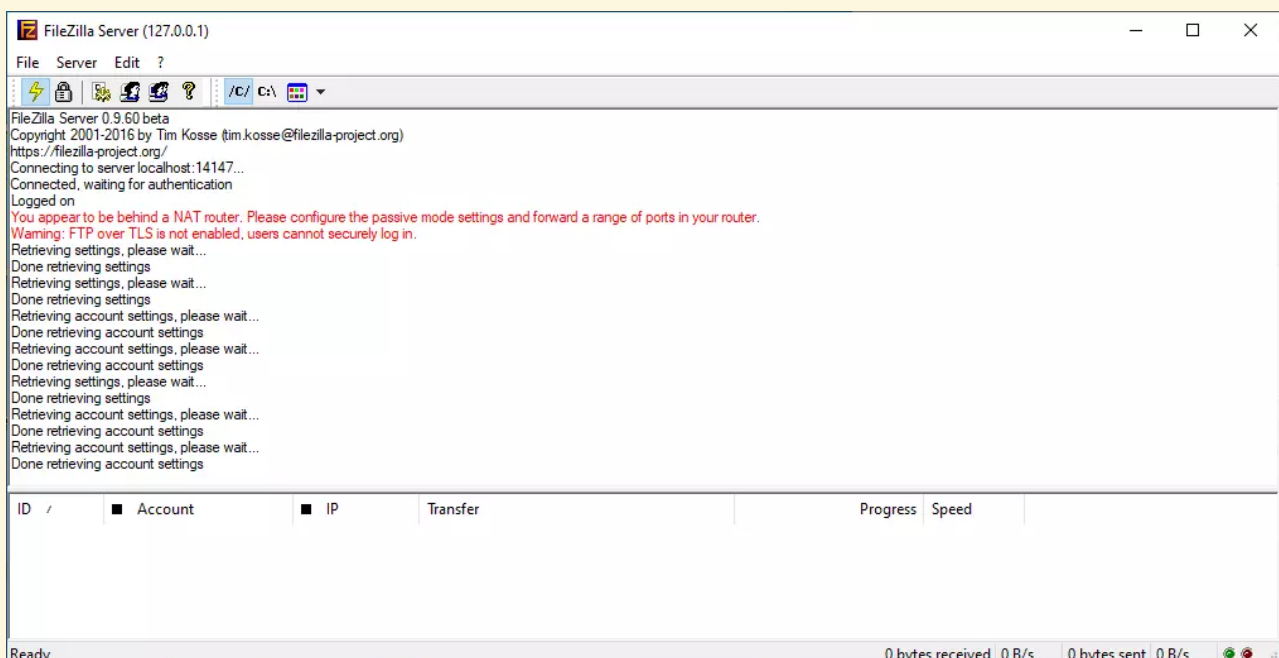 FileZilla Server (127.0.0.1)
File Server Edit ?
/C/ C:\
FileZilla Server 0.9.60 beta
Copyright 2001-2016 by Tim Kosse (tim.kosse@filezilla-project.org)
https://filezilla-project.org/
Connecting to server localhost:14147...
Connected, waiting for authentication
Logged on
You appear to be behind a NAT router. Please configure the passive mode settings and forward a range of ports in your router.
Warning: FTP over TLS is not enabled, users cannot securely log in.
Retrieving settings, please wait...
Done retrieving settings
Retrieving settings, please wait...
Done retrieving settings
Retrieving account settings, please wait...
Done retrieving account settings
Retrieving account settings, please wait...
Done retrieving account settings
Retrieving settings, please wait...
Done retrieving settings
Retrieving account settings, please wait...
Done retrieving account settings
Retrieving account settings, please wait...
Done retrieving account settings
ID / Account IP Transfer Progress Speed
Ready 0 bytes received 0 B/s 0 bytes sent 0 B/s